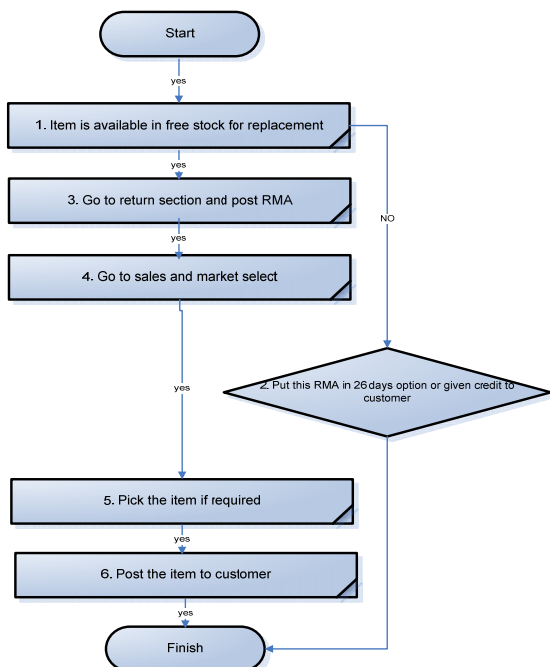 Start
yes
1. Item is available in free stock for replacement
yes
3. Go to return section and post RMA
NO
yes
4. Go to sales and market select
yes
2. Put this RMA in 26 days option or given credit to
customer
5. Pick the item if required
yes
6. Post the item to customer
yes
Finish